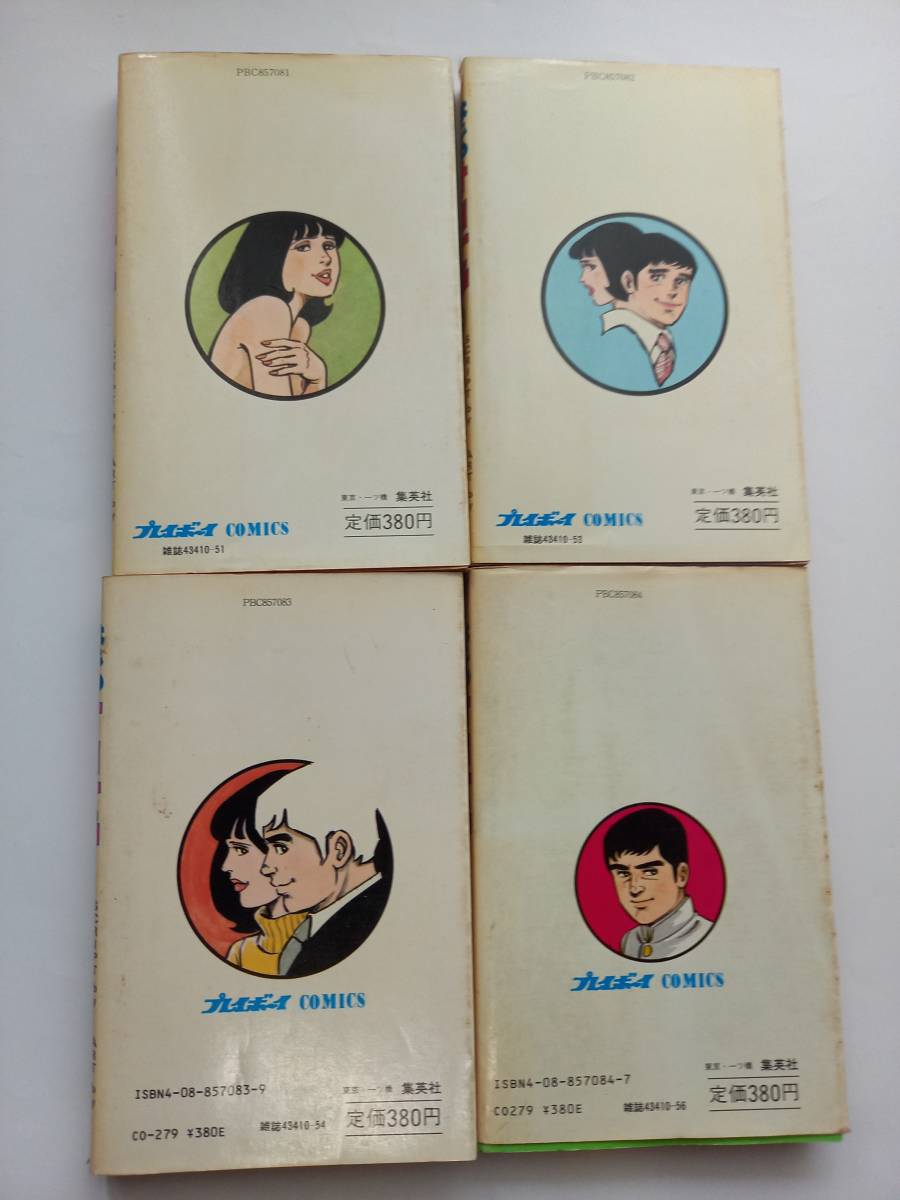 PBC857081
東京・一ツ橋 集英社
定価380円
プレイボーイ COMICS
雑誌43410-51
PBC857082
東京・一ツ橋 集英社
定価380円
プレイボーイ COMICS
雑誌43410-53
PBC857083
プレイボーイ COMICS
ISBN4-08-857083-9
東京・一ツ橋 集英社
定価380円
CO-279 ¥380E
雑誌43410-54
PBC857084
プレイボーイ COMICS
ISBN4-08-857084-7
東京・一ツ橋 集英社
定価380円
CO279 ¥380E
雑誌43410-56